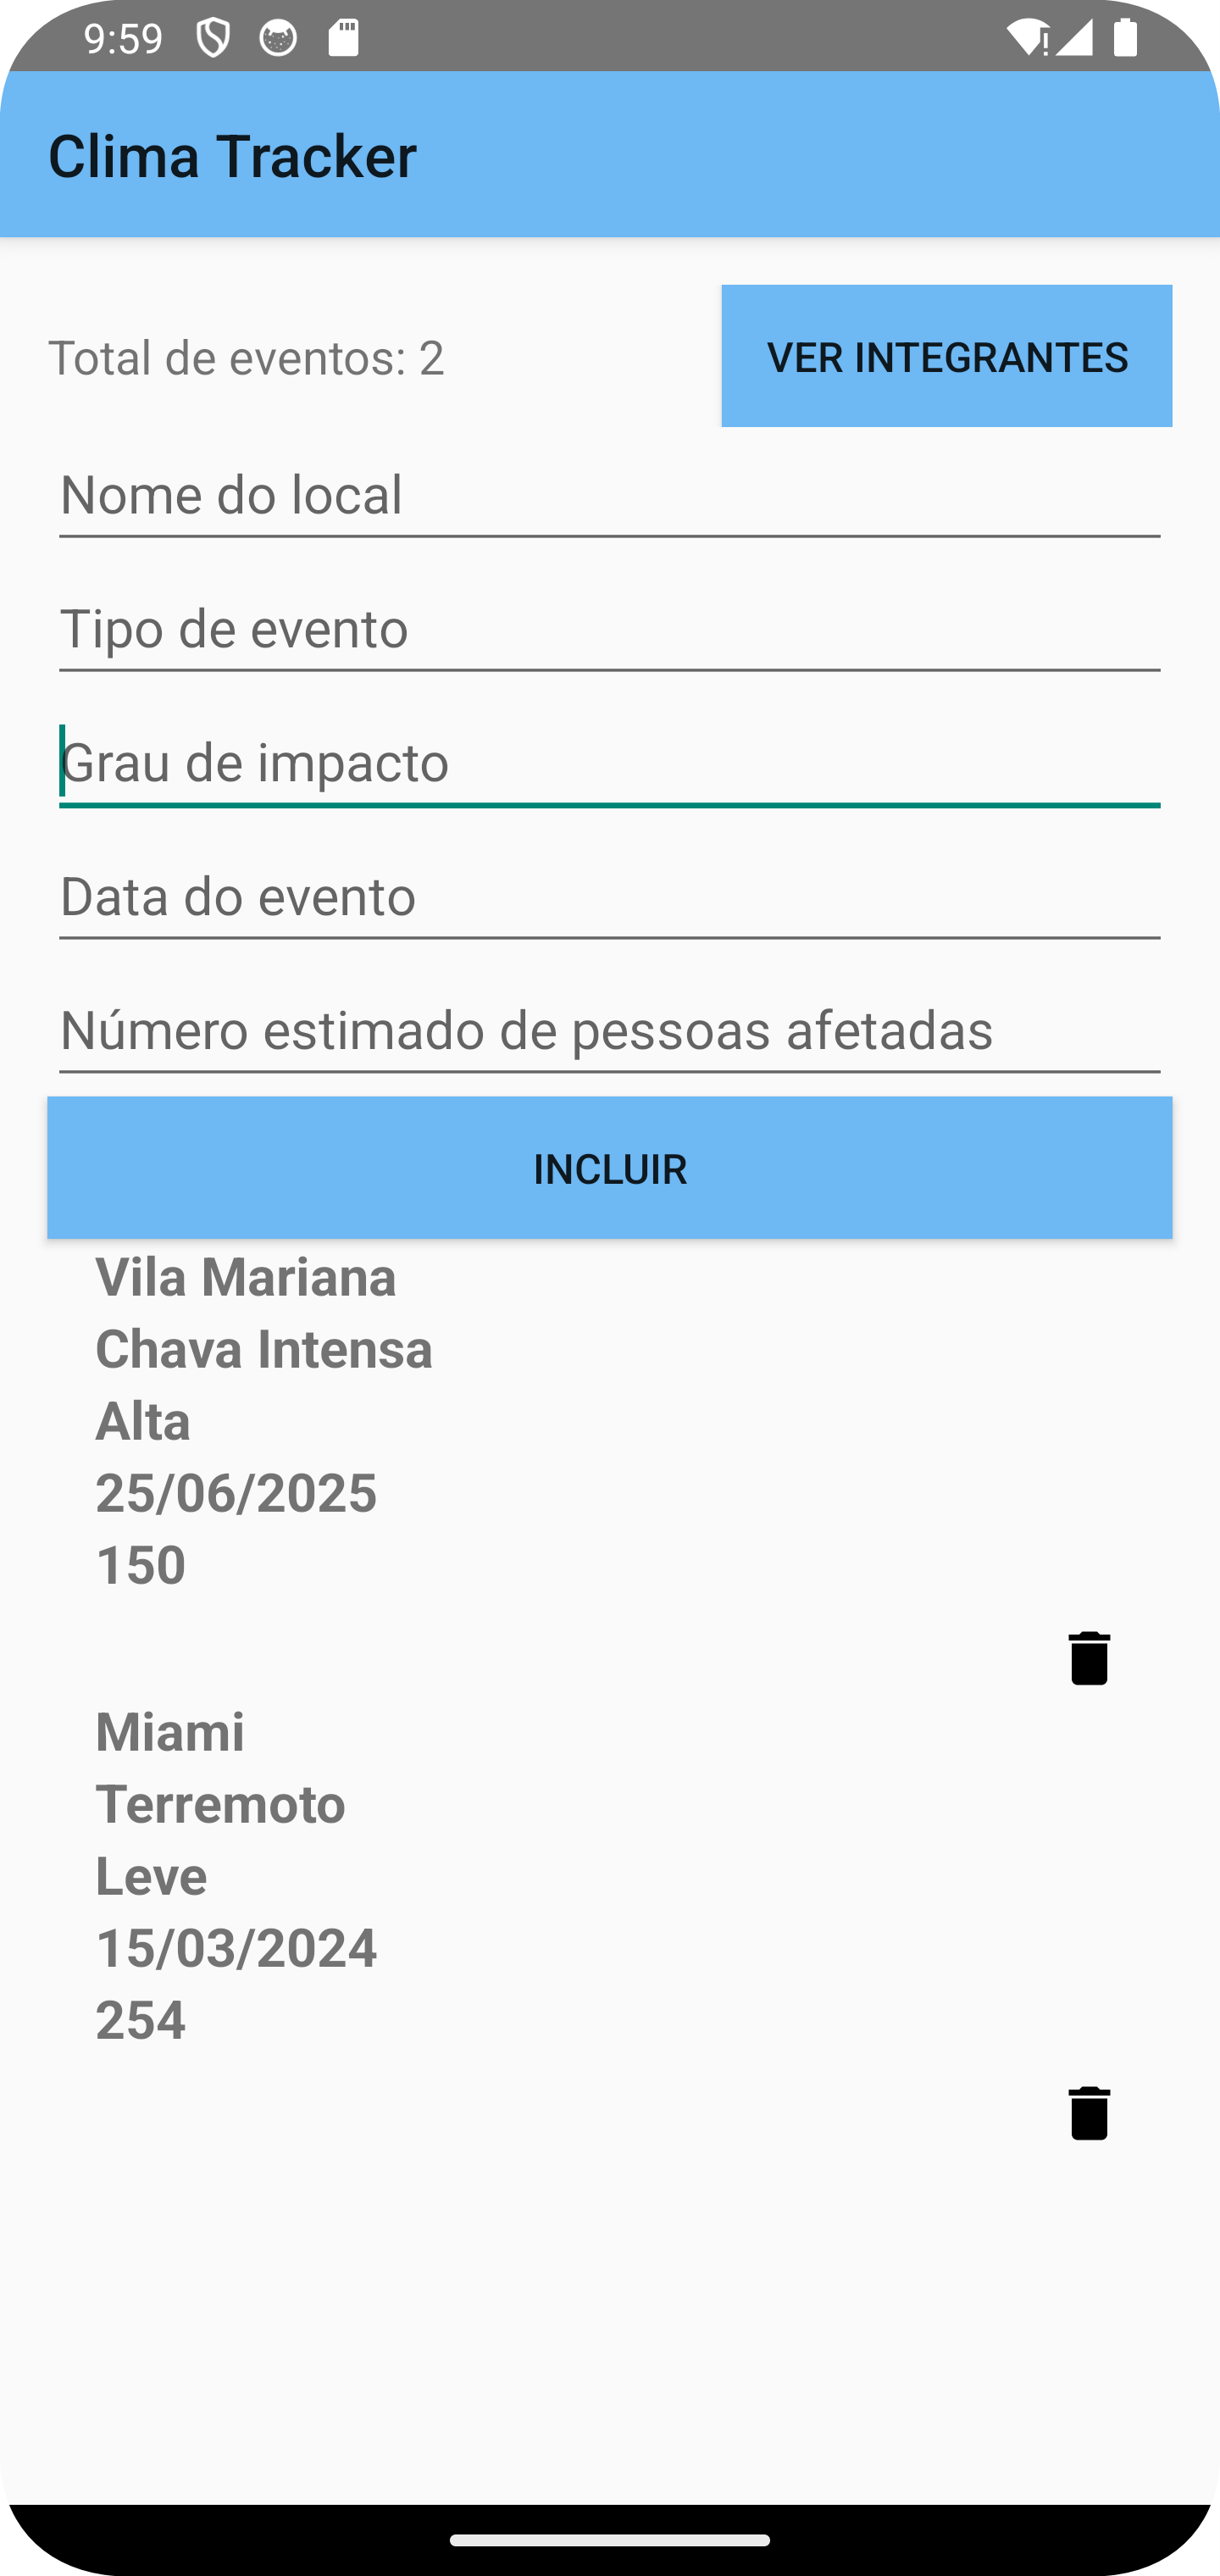 9:59
Clima Tracker
Total de eventos: 2
VER INTEGRANTES
Nome do local
Tipo de evento
Grau de impacto
Data do evento
Número estimado de pessoas afetadas
INCLUIR
Vila Mariana
Chava Intensa
Alta
25/06/2025
150
Miami
Terremoto
Leve
15/03/2024
254